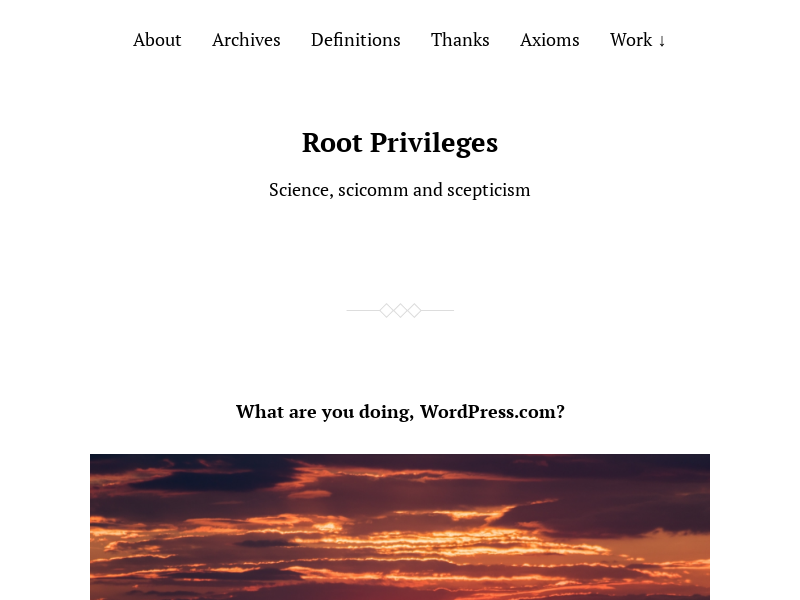 About Archives Definitions Thanks Axioms Work ↓
Root Privileges
Science, scicomm and scepticism
What are you doing, WordPress.com?